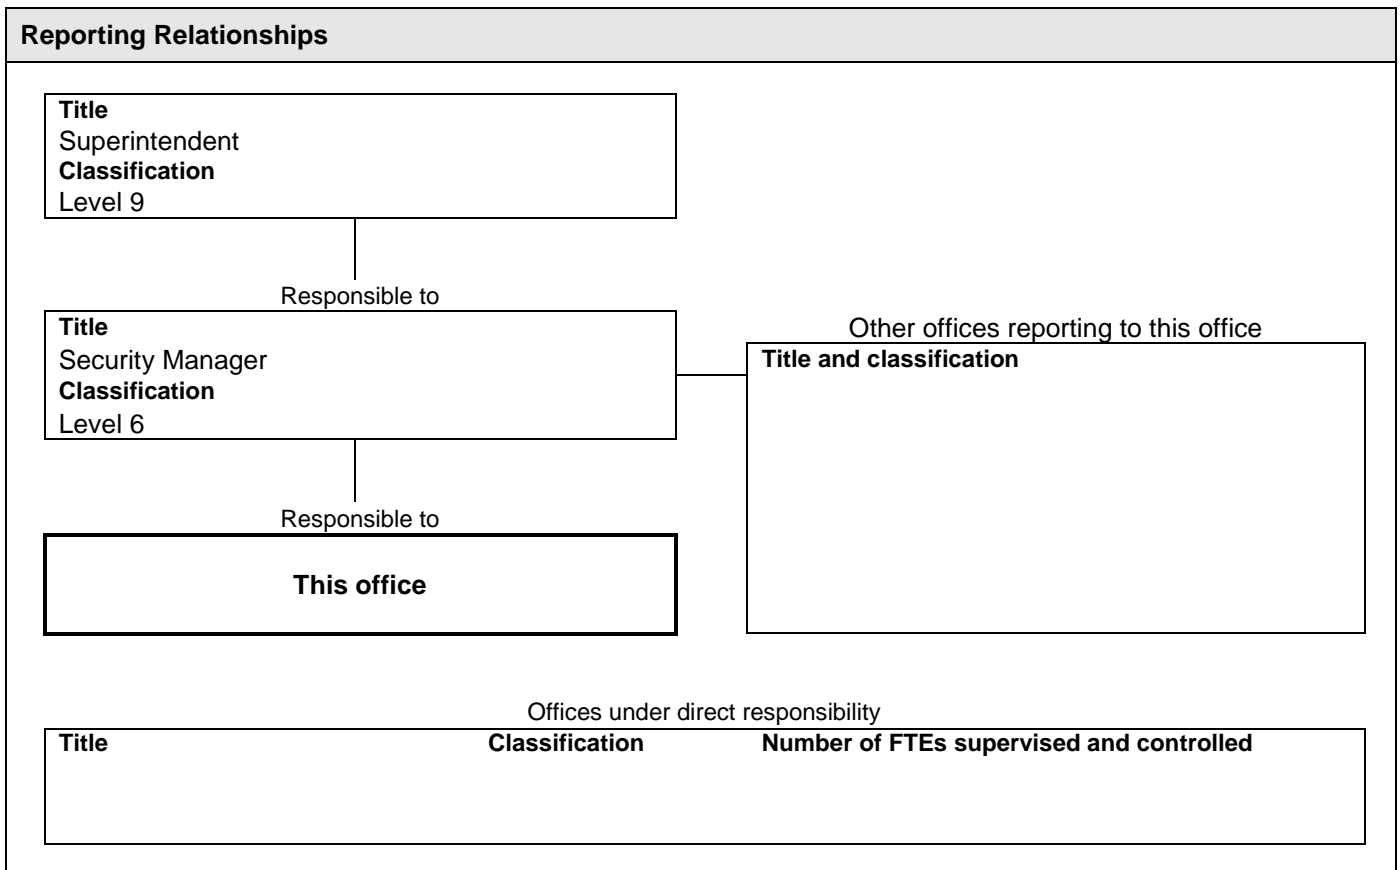 Reporting Relationships
Title
Superintendent
Classification
Level 9
Responsible to
Title
Security Manager
Classification
Level 6
Other offices reporting to this office
Title and classification
Responsible to
This office
Offices under direct responsibility
Title Classification Number of FTEs supervised and controlled